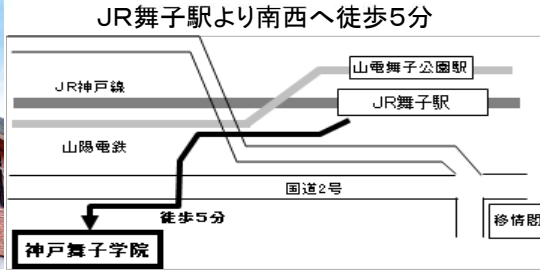 JR舞子駅より南西へ徒歩5分
山電舞子公園駅
JR神戸線
JR舞子駅
山陽電鉄
国道2号
徒歩5分
移情閣
神戸舞子学院